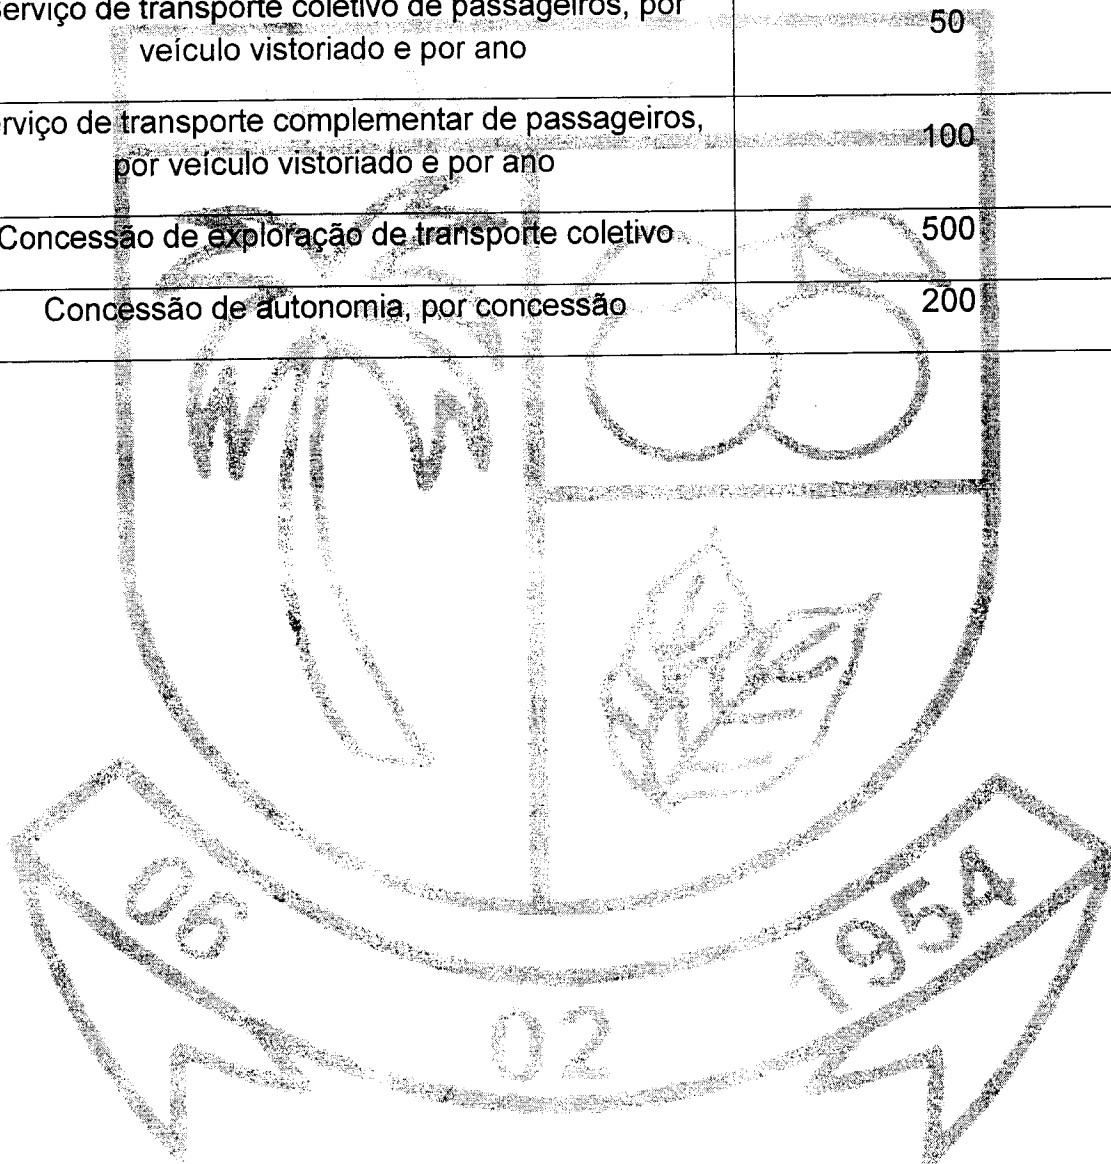 erviço de transporte coletivo de passageiros, por
veículo vistoriado e por ano
50
rviço de transporte complementar de passageiros,
por veículo vistoriado e por ano
100
Concessão de exploração de transporte coletivo
500
Concessão de autonomia, por concessão
200
06
02
1954